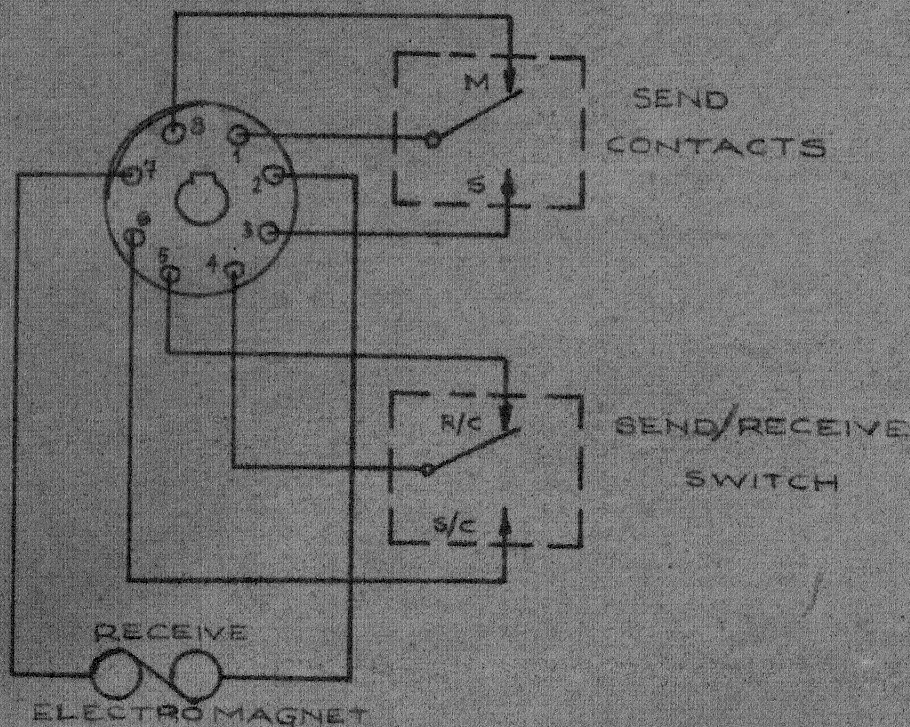 M
SEND
CONTACTS
8
1
7
2
S
6
3
5
4
R/C
SEND/RECEIVE
SWITCH
S/C
RECEIVE
ELECTRO MAGNET